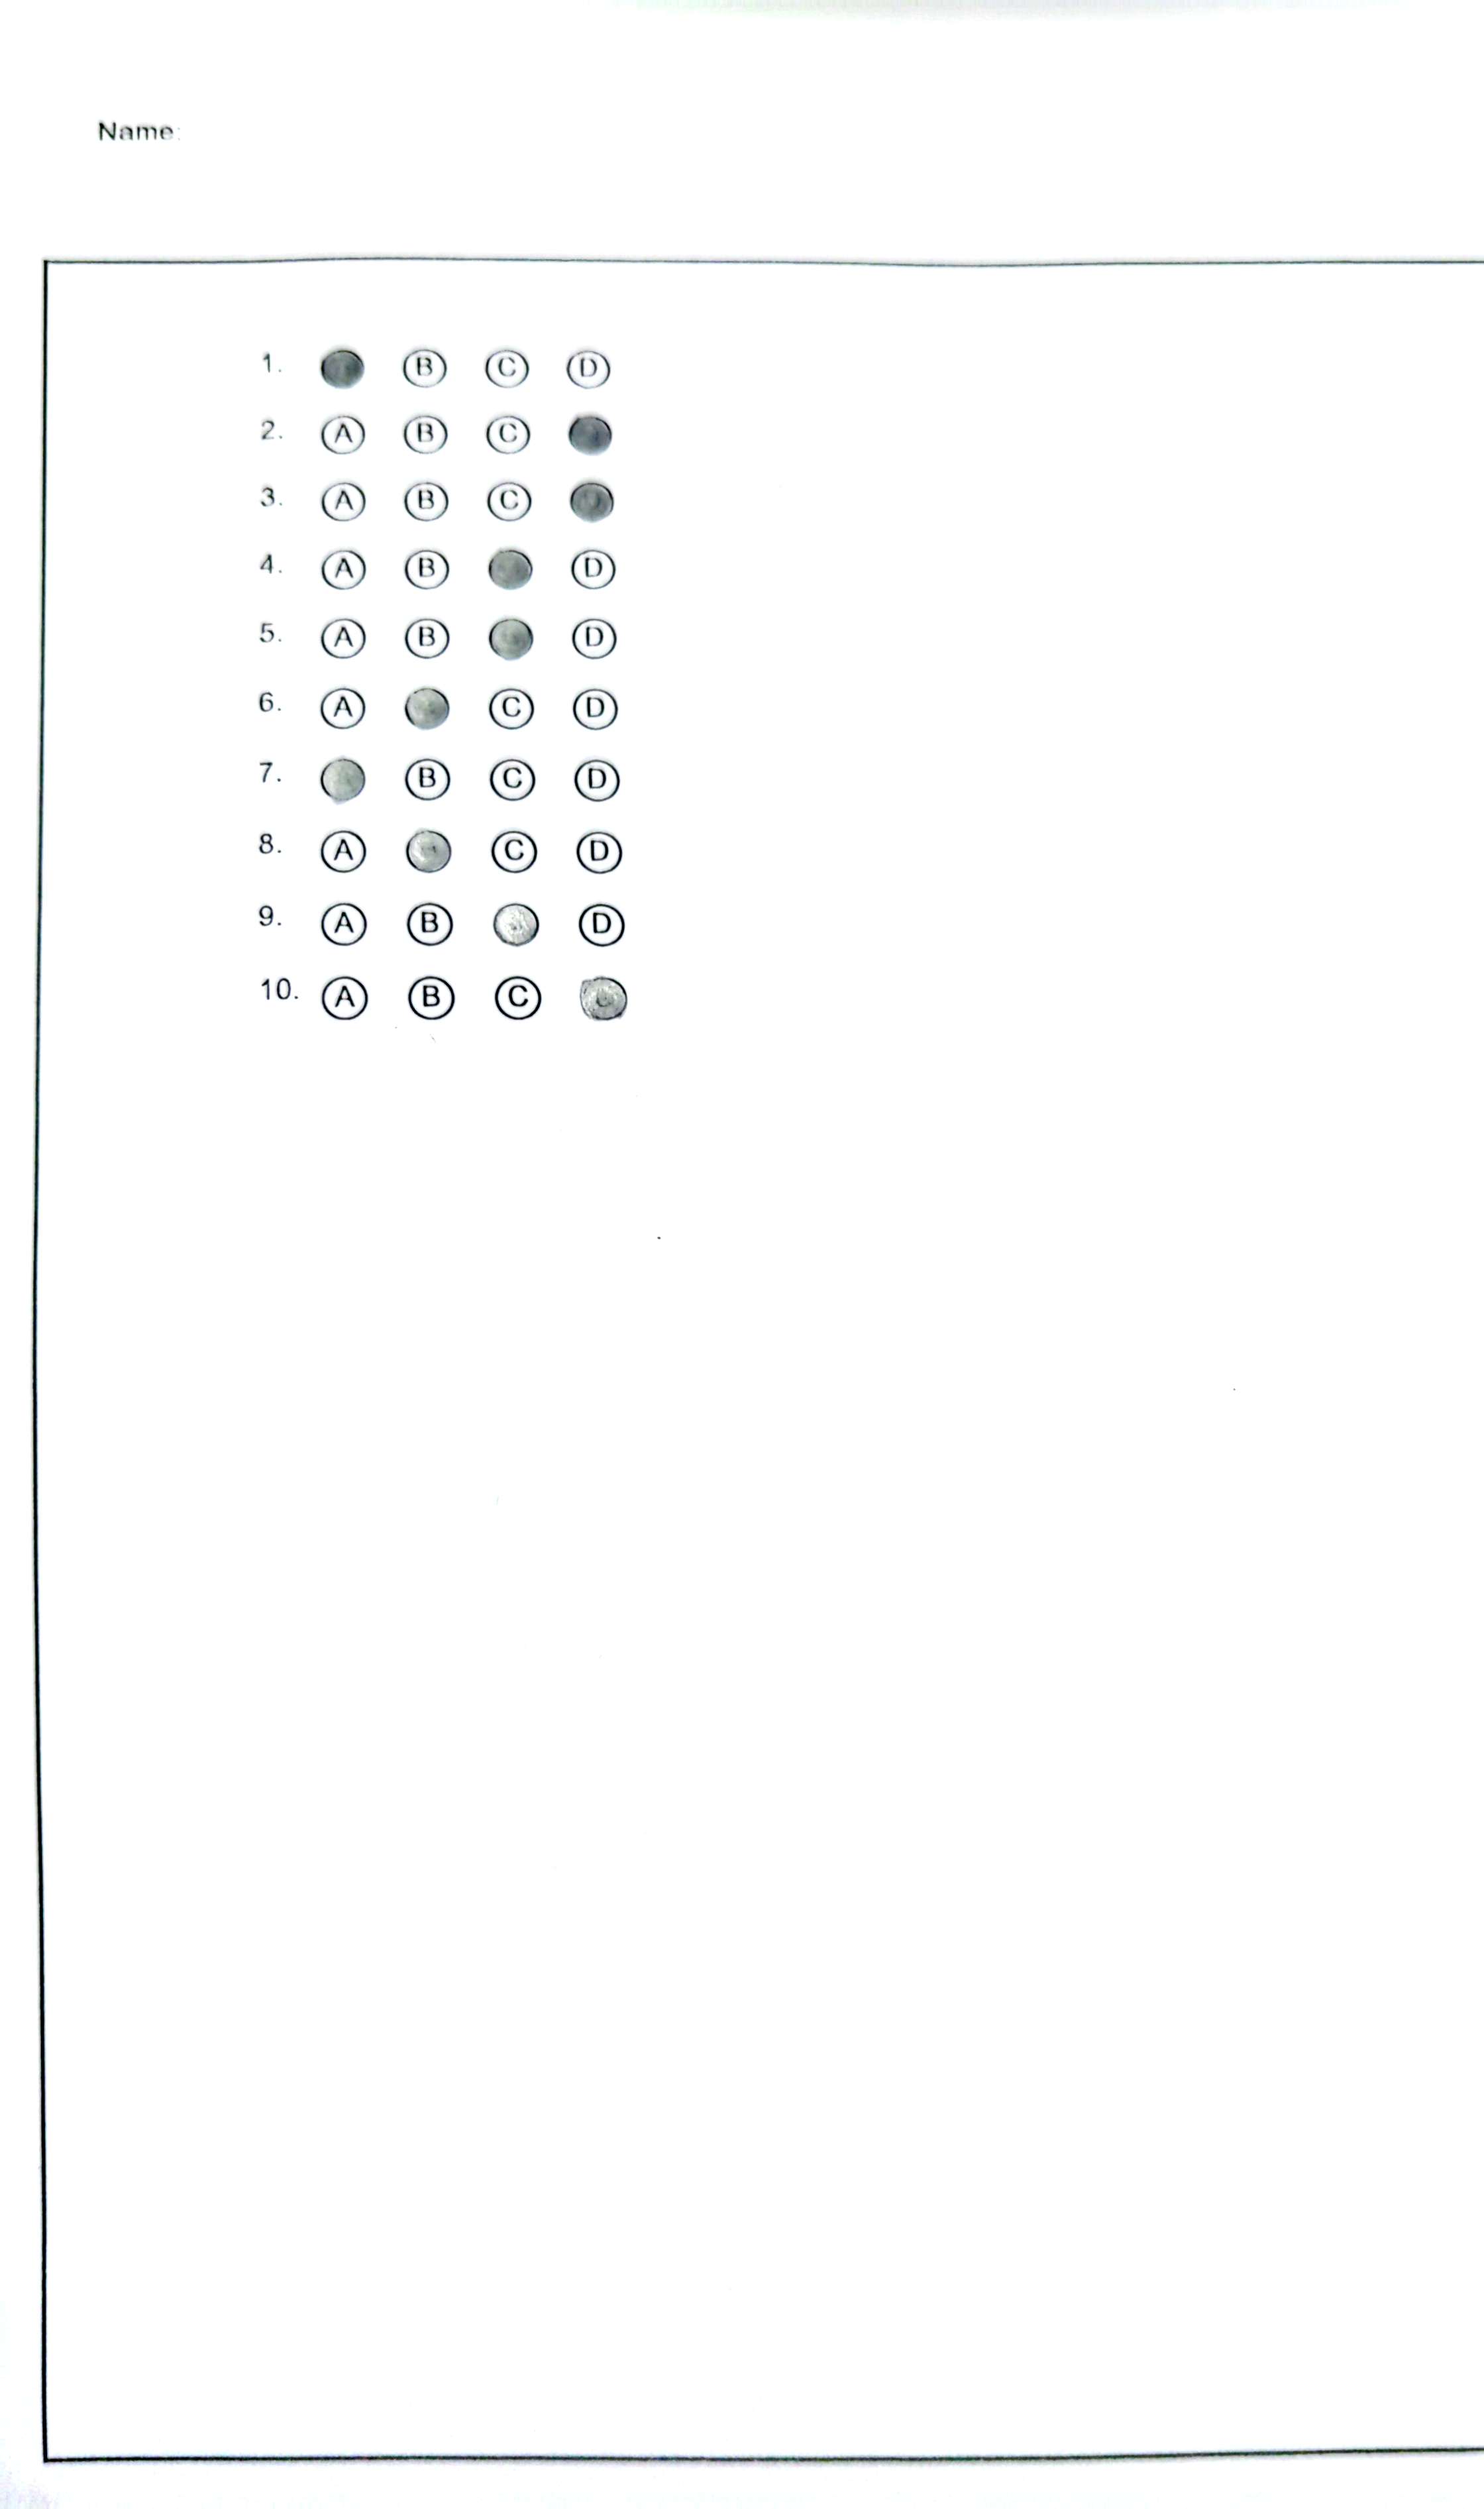 Name:
1. B C D
2. A B C
3. A B C
4. A B D
5. A B D
6. A C D
7. B C D
8. A C D
9. A B D
10. A B C